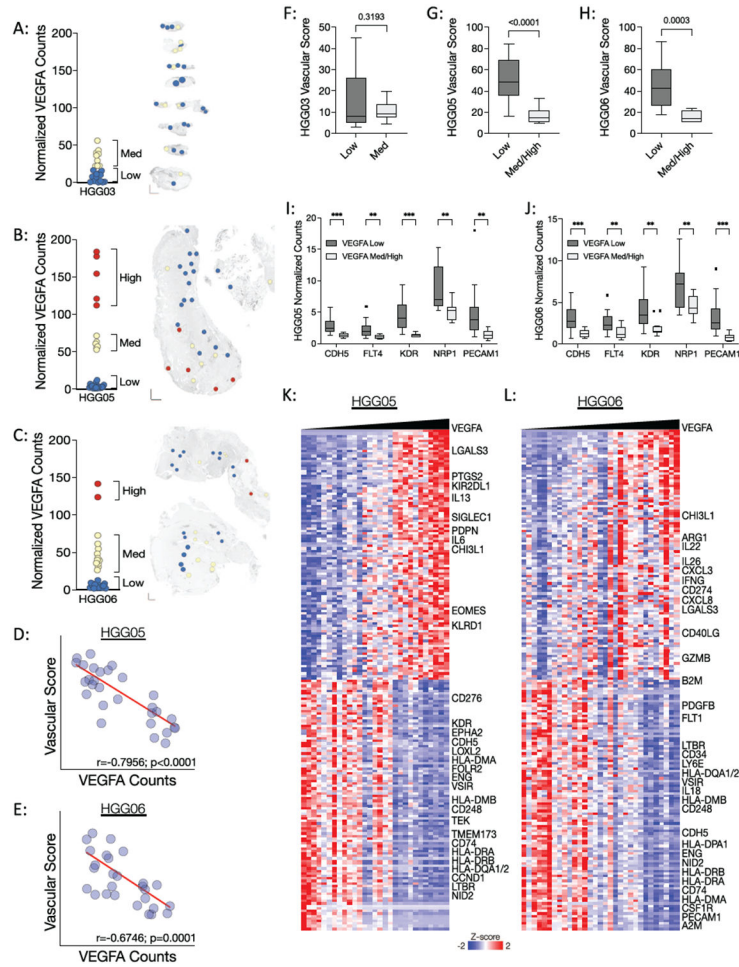 A:
Normalized VEGFA Counts
200
150
100
50
0
Med
Low
HGG03
B:
Normalized VEGFA Counts
200
150
100
50
0
High
Med
Low
HGG05
C:
Normalized VEGFA Counts
200
150
100
50
0
High
Med
Low
HGG06
D:
HGG05
Vascular Score
r=-0.7956; p<0.0001
VEGFA Counts
E:
HGG06
Vascular Score
r=-0.6746; p=0.0001
VEGFA Counts
F:
HGG03 Vascular Score
0.3193
50
40
30
20
10
0
Low
Med
G:
HGG05 Vascular Score
<0.0001
100
80
60
40
20
0
Low
Med/High
H:
HGG06 Vascular Score
0.0003
100
80
60
40
20
0
Low
Med/High
I:
HGG05 Normalized Counts
20
15
10
5
0
*** ** *** ** **
VEGFA Low
VEGFA Med/High
CDH5 FLT4 KDR NRP1 PECAM1
J:
HGG06 Normalized Counts
15
10
5
0
*** ** ** ** ***
VEGFA Low
VEGFA Med/High
CDH5 FLT4 KDR NRP1 PECAM1
K:
HGG05
VEGFA
LGALS3
PTGS2
KIR2DL1
IL13
SIGLEC1
PDPN
IL6
CHI3L1
EOMES
KLRD1
CD276
KDR
EPHA2
CDH5
LOXL2
HLA-DMA
FOLR2
ENG
VSIR
HLA-DMB
CD248
TEK
TMEM173
CD74
HLA-DRA
HLA-DRB
HLA-DQA1/2
CCND1
LTBR
NID2
L:
HGG06
VEGFA
CHI3L1
ARG1
IL22
IL26
CXCL3
IFNG
CD274
CXCL8
LGALS3
CD40LG
GZMB
B2M
PDGFB
FLT1
LTBR
CD34
LY6E
HLA-DQA1/2
VSIR
IL18
HLA-DMB
CD248
CDH5
HLA-DPA1
ENG
NID2
HLA-DRB
HLA-DRA
CD74
HLA-DMA
CSF1R
PECAM1
A2M
Z-score
-2 2